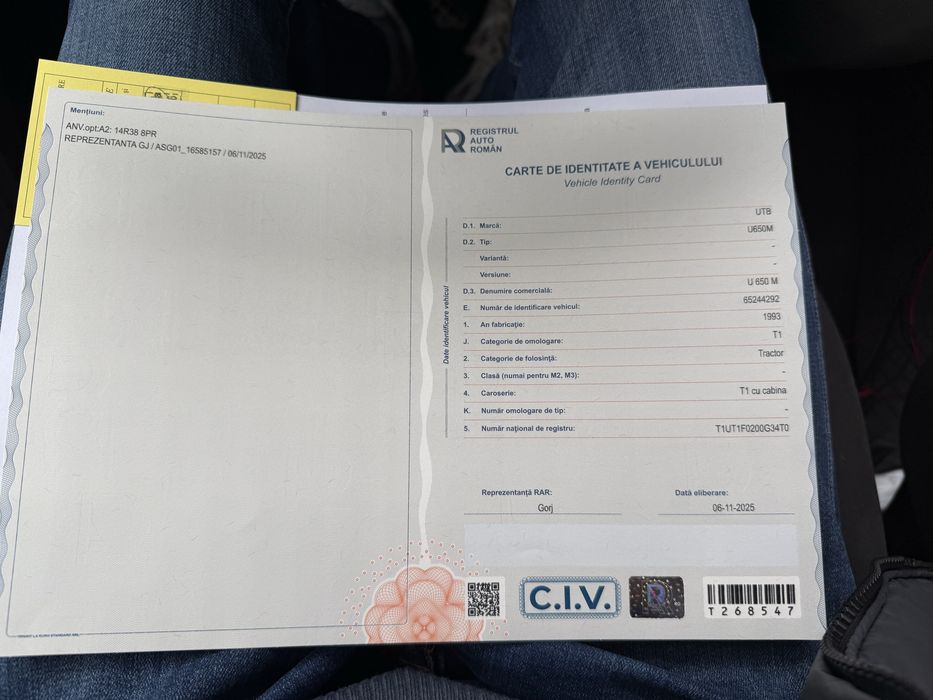 Mențiuni:
ANV.opt:A2: 14R38 8PR
REPREZENTANTA GJ / ASG01_16585157 / 06/11/2025
REGISTRUL
AUTO
ROMÂN
CARTE DE IDENTITATE A VEHICULULUI
Vehicle Identity Card
Date identificare vehicul
D.1. Marcă: UTB
D.2. Tip: U650M
Variantă: -
Versiune: -
D.3. Denumire comercială: U 650 M
E. Număr de identificare vehicul: 65244292
1. An fabricație: 1993
J. Categorie de omologare: T1
2. Categorie de folosință: Tractor
3. Clasă (numai pentru M2, M3): -
4. Caroserie: T1 cu cabina
K. Număr omologare de tip: -
5. Număr național de registru: T1UT1F0200G34T0
Reprezentanță RAR: Data eliberare:
Gorj 06-11-2025
C.I.V.
T268547